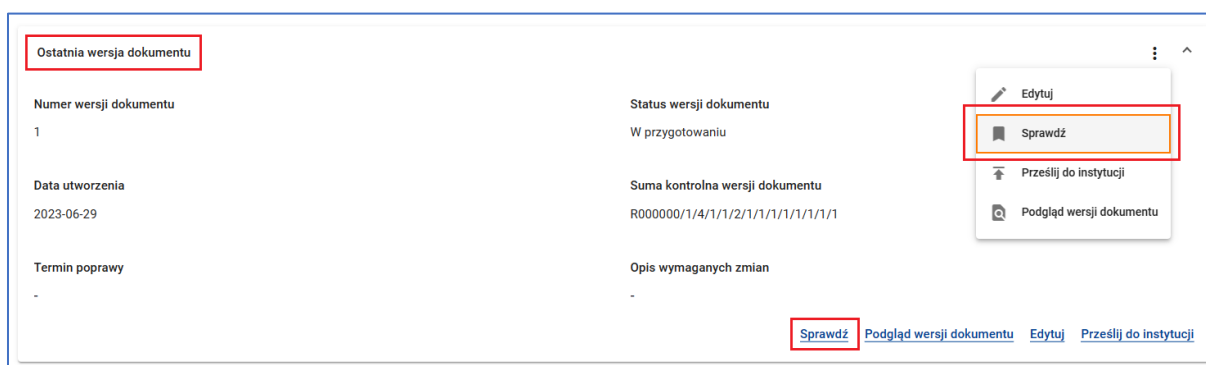 Ostatnia wersja dokumentu
Edytuj
Numer wersji dokumentu
Status wersji dokumentu
1
W przygotowaniu
Sprawdź
Prześlij do instytucji
Data utworzenia
Suma kontrolna wersji dokumentu
2023-06-29
R000000/1/4/1/1/2/1/1/1/1/1/1/1/1
Podgląd wersji dokumentu
Termin poprawy
Opis wymaganych zmian
-
-
Sprawdź Podgląd wersji dokumentu Edytuj Prześlij do instytucji